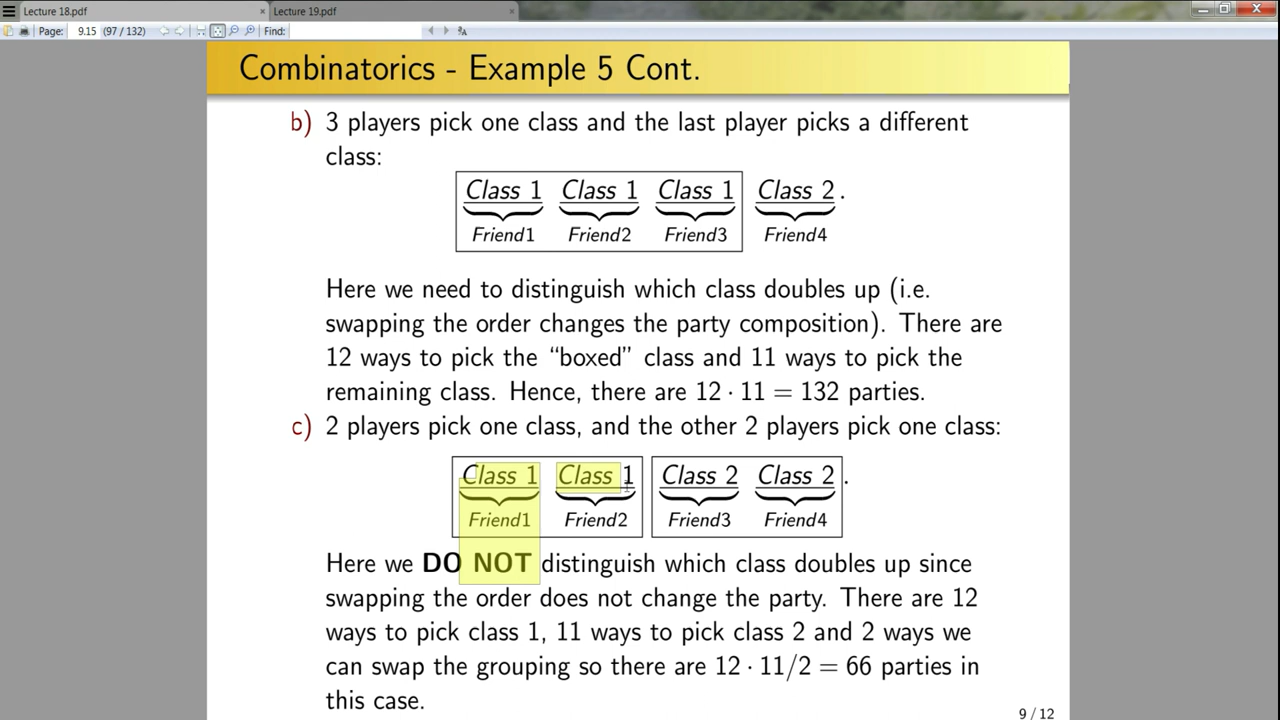 Lecture 18.pdf × Lecture 19.pdf ×
Page: 9.15 (97 / 132) Find:
Combinatorics - Example 5 Cont.
b) 3 players pick one class and the last player picks a different
class:
Class 1 Class 1 Class 1 Class 2 .
Friend1 Friend2 Friend3 Friend4
Here we need to distinguish which class doubles up (i.e.
swapping the order changes the party composition). There are
12 ways to pick the “boxed” class and 11 ways to pick the
remaining class. Hence, there are 12 · 11 = 132 parties.
c) 2 players pick one class, and the other 2 players pick one class:
Class 1 Class 1 Class 2 Class 2 .
Friend1 Friend2 Friend3 Friend4
Here we DO NOT distinguish which class doubles up since
swapping the order does not change the party. There are 12
ways to pick class 1, 11 ways to pick class 2 and 2 ways we
can swap the grouping so there are 12 · 11/2 = 66 parties in
this case.
9 / 12